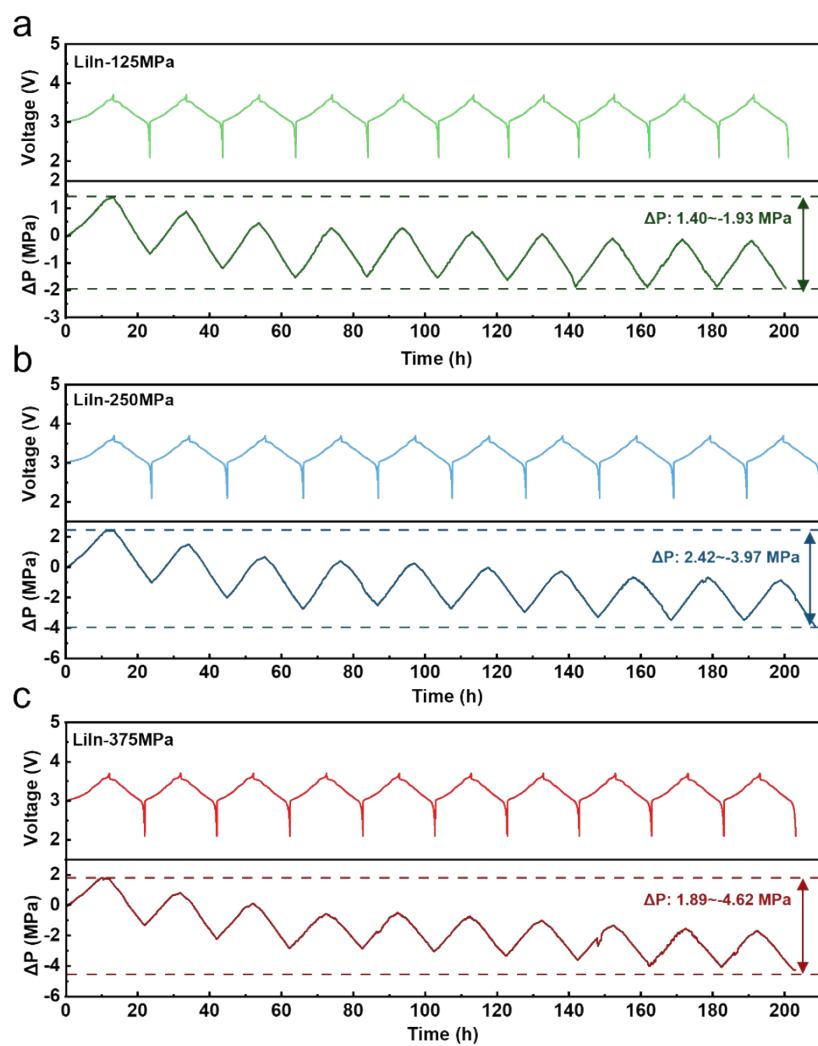 a
LiIn-125MPa
Voltage (V)
5
4
3
2
ΔP (MPa)
2
1
0
-1
-2
-3
ΔP: 1.40~-1.93 MPa
0 20 40 60 80 100 120 140 160 180 200
Time (h)
b
LiIn-250MPa
Voltage (V)
5
4
3
2
ΔP (MPa)
2
0
-2
-4
-6
ΔP: 2.42~-3.97 MPa
0 20 40 60 80 100 120 140 160 180 200
Time (h)
c
LiIn-375MPa
Voltage (V)
5
4
3
2
ΔP (MPa)
2
0
-2
-4
-6
ΔP: 1.89~-4.62 MPa
0 20 40 60 80 100 120 140 160 180 200
Time (h)